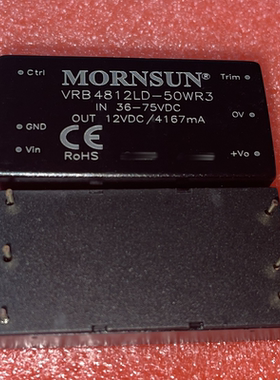 Ctrl
MORNSUN®
Trim
VRB4812LD-50WR3
IN 36-75VDC
0V
GND
OUT 12VDC/4167mA
CE
Vin
RoHS
+Vo